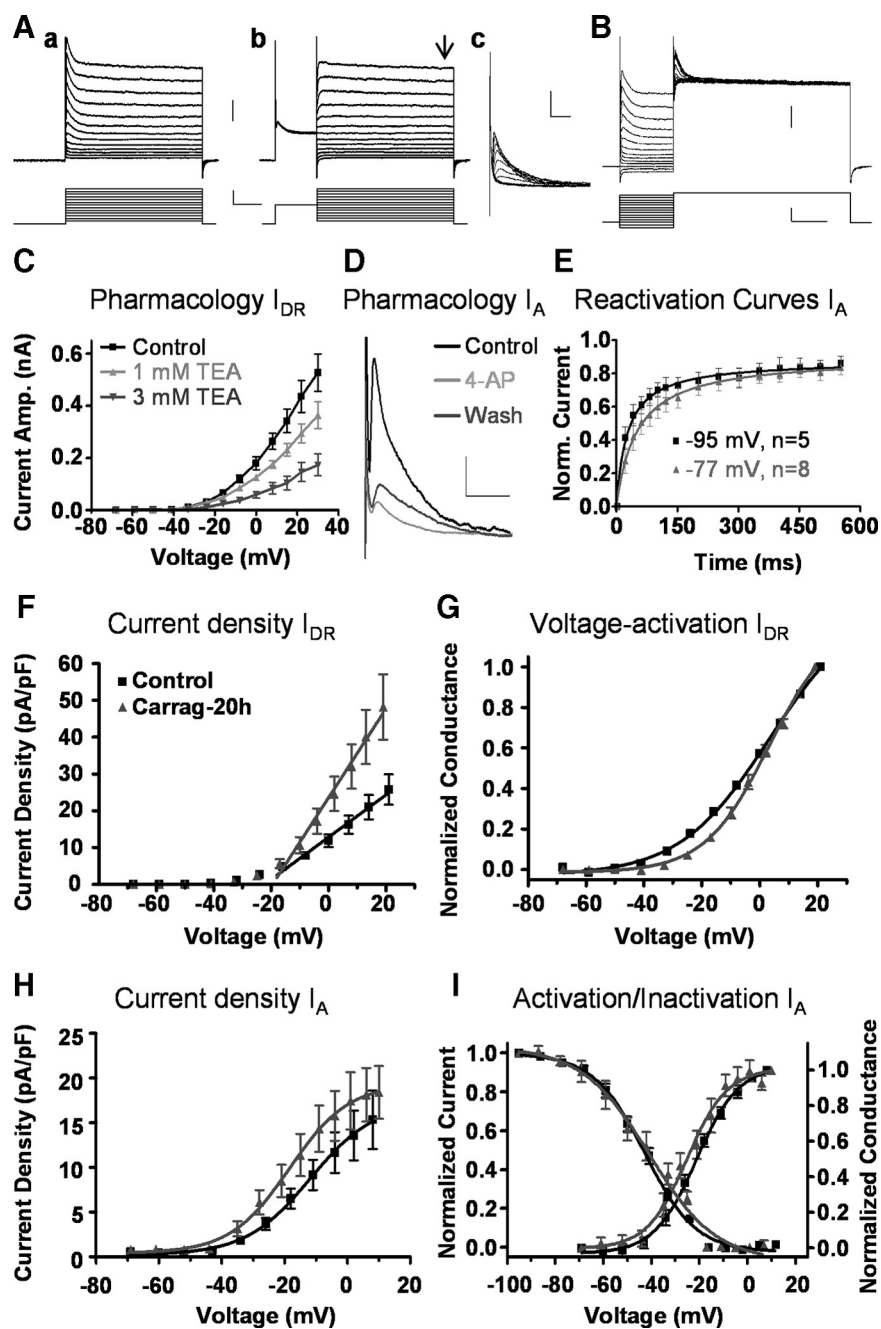 A
a
b
c
B
C
Pharmacology IDR
Current Amp. (nA)
0.6
0.4
0.2
0.0
Control
1 mM TEA
3 mM TEA
-80 -60 -40 -20 0 20 40
Voltage (mV)
D
Pharmacology IA
Control
4-AP
Wash
E
Reactivation Curves IA
Norm. Current
1.0
0.8
0.6
0.4
0.2
0.0
-95 mV, n=5
-77 mV, n=8
0 150 300 450 600
Time (ms)
F
Current density IDR
Current Density (pA/pF)
60
50
40
30
20
10
0
Control
Carrag-20h
-80 -60 -40 -20 0 20
Voltage (mV)
G
Voltage-activation IDR
Normalized Conductance
1.0
0.8
0.6
0.4
0.2
0.0
-80 -60 -40 -20 0 20
Voltage (mV)
H
Current density IA
Current Density (pA/pF)
25
20
15
10
5
0
-80 -60 -40 -20 0
Voltage (mV)
I
Activation/Inactivation IA
Normalized Current
1.0
0.8
0.6
0.4
0.2
0.0
1.0
0.8
0.6
0.4
0.2
0.0
Normalized Conductance
-100 -80 -60 -40 -20 0 20
Voltage (mV)